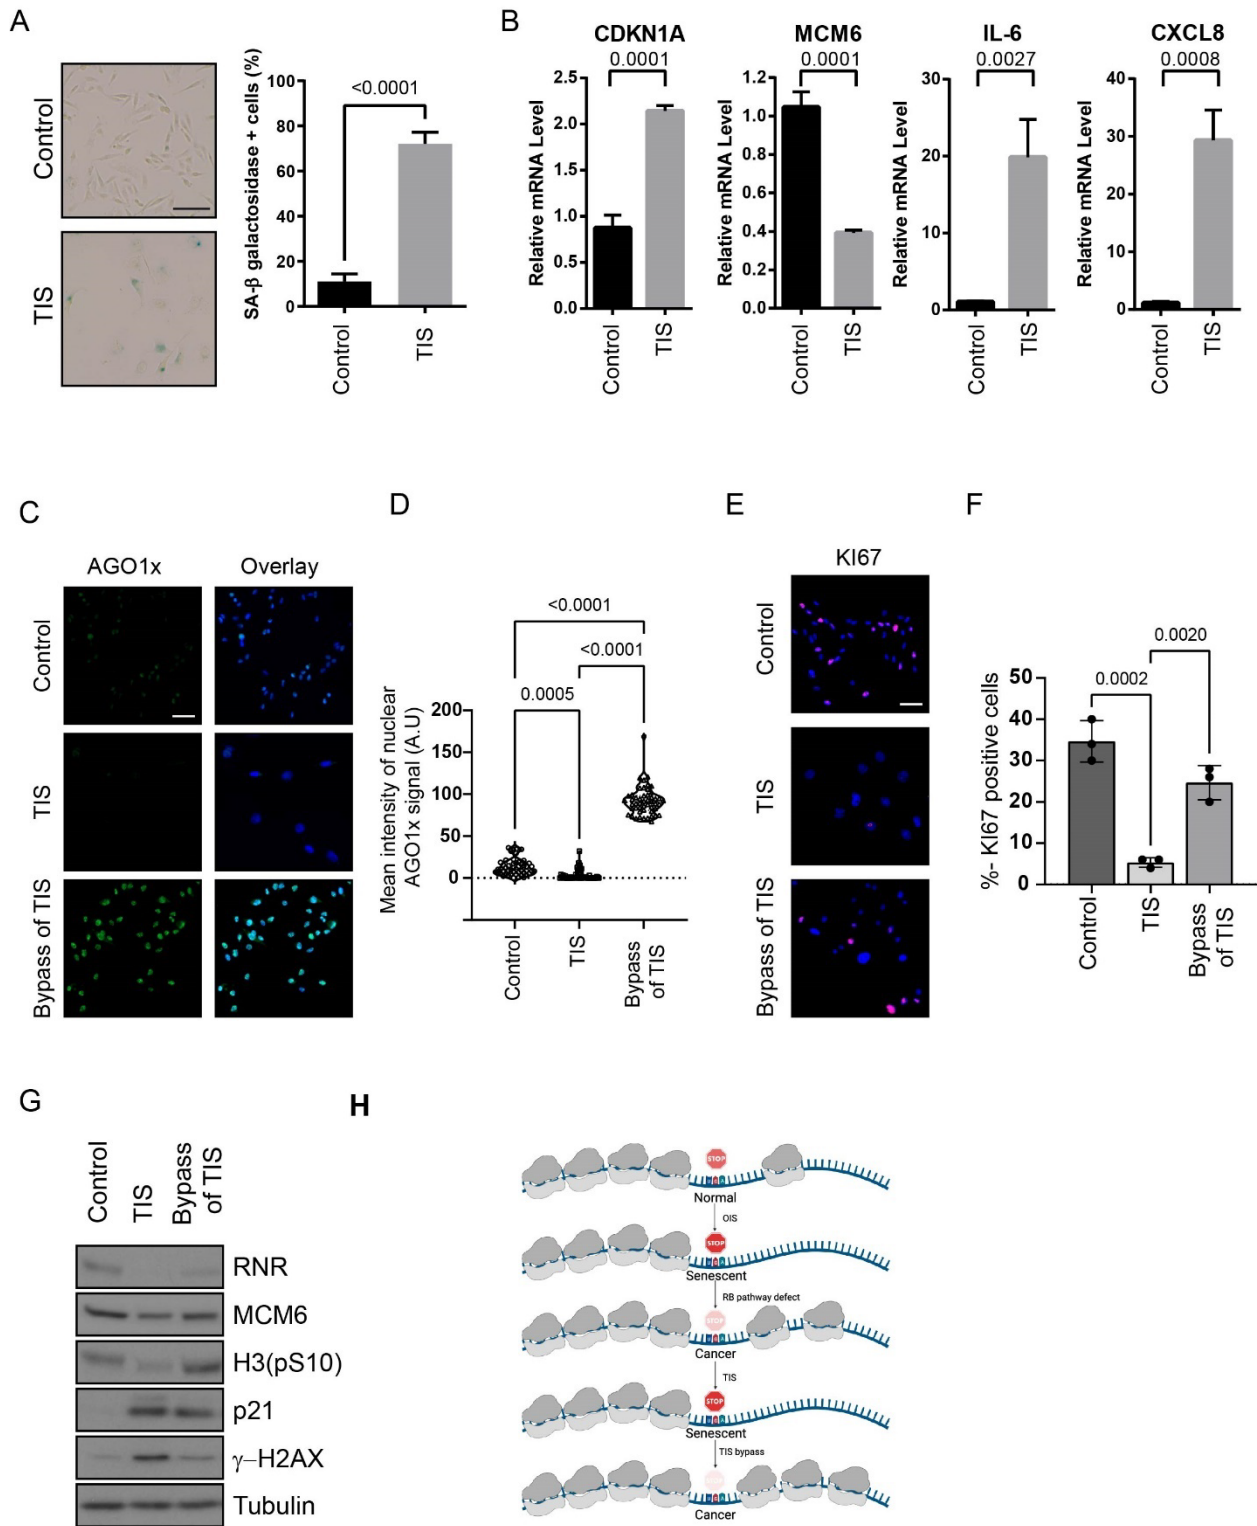 A
Control
TIS
SA-β galactosidase + cells (%)
100
80
60
40
20
0
<0.0001
Control
TIS
B
CDKN1A
0.0001
Relative mRNA Level
2.5
2.0
1.5
1.0
0.5
0.0
Control
TIS
MCM6
0.0001
Relative mRNA Level
1.2
1.0
0.8
0.6
0.4
0.2
0.0
Control
TIS
IL-6
0.0027
Relative mRNA Level
30
20
10
0
Control
TIS
CXCL8
0.0008
Relative mRNA Level
40
30
20
10
0
Control
TIS
C
AGO1x
Overlay
Control
TIS
Bypass of TIS
D
<0.0001
<0.0001
0.0005
Mean intensity of nuclear
AGO1x signal (A.U)
200
150
100
50
0
Control
TIS
Bypass
of TIS
E
KI67
Control
TIS
Bypass of TIS
F
0.0020
0.0002
%- KI67 positive cells
50
40
30
20
10
0
Control
TIS
Bypass
of TIS
G
Control
TIS
Bypass
of TIS
RNR
MCM6
H3(pS10)
p21
γ–H2AX
Tubulin
H
STOP
Normal
OIS
STOP
Senescent
RB pathway defect
STOP
Cancer
TIS
STOP
Senescent
TIS bypass
Cancer